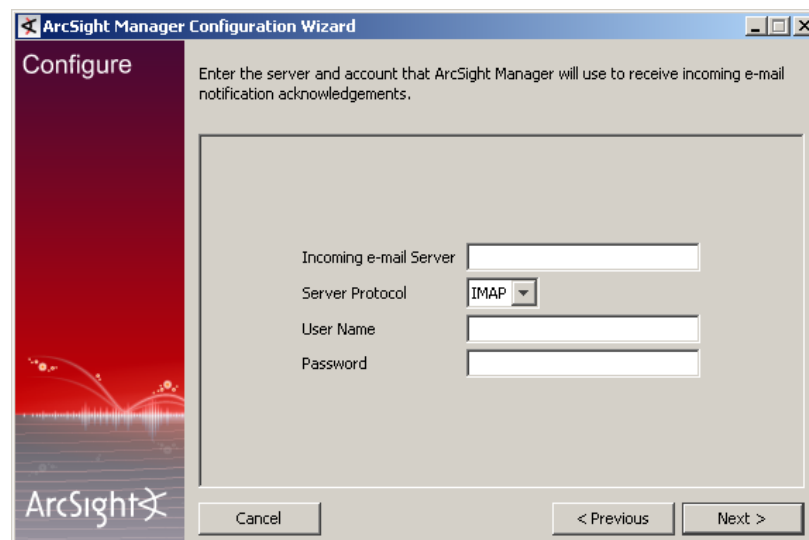 ArcSight Manager Configuration Wizard
Configure
Enter the server and account that ArcSight Manager will use to receive incoming e-mail
notification acknowledgements.
Incoming e-mail Server
Server Protocol IMAP
User Name
Password
ArcSight
Cancel < Previous Next >